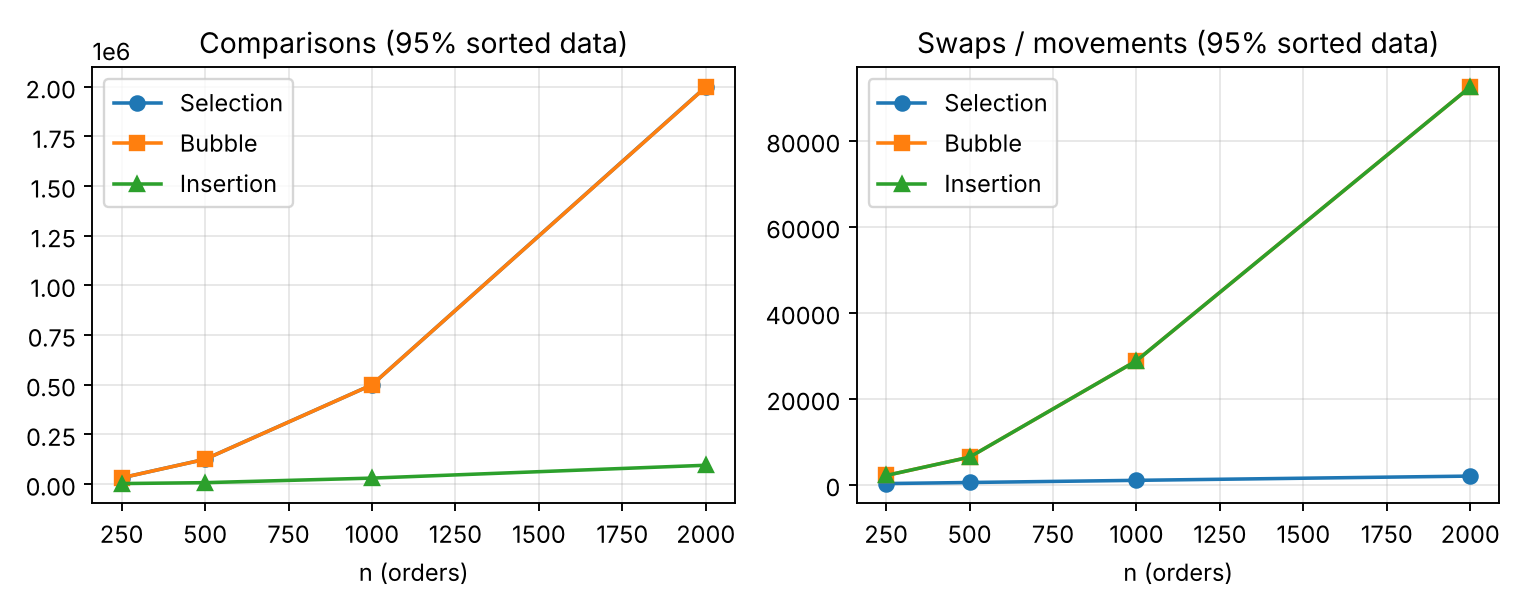 Comparisons (95% sorted data)
1e6
2.00
1.75
1.50
1.25
1.00
0.75
0.50
0.25
0.00
Selection
Bubble
Insertion
250 500 750 1000 1250 1500 1750 2000
n (orders)
Swaps / movements (95% sorted data)
80000
60000
40000
20000
0
Selection
Bubble
Insertion
250 500 750 1000 1250 1500 1750 2000
n (orders)